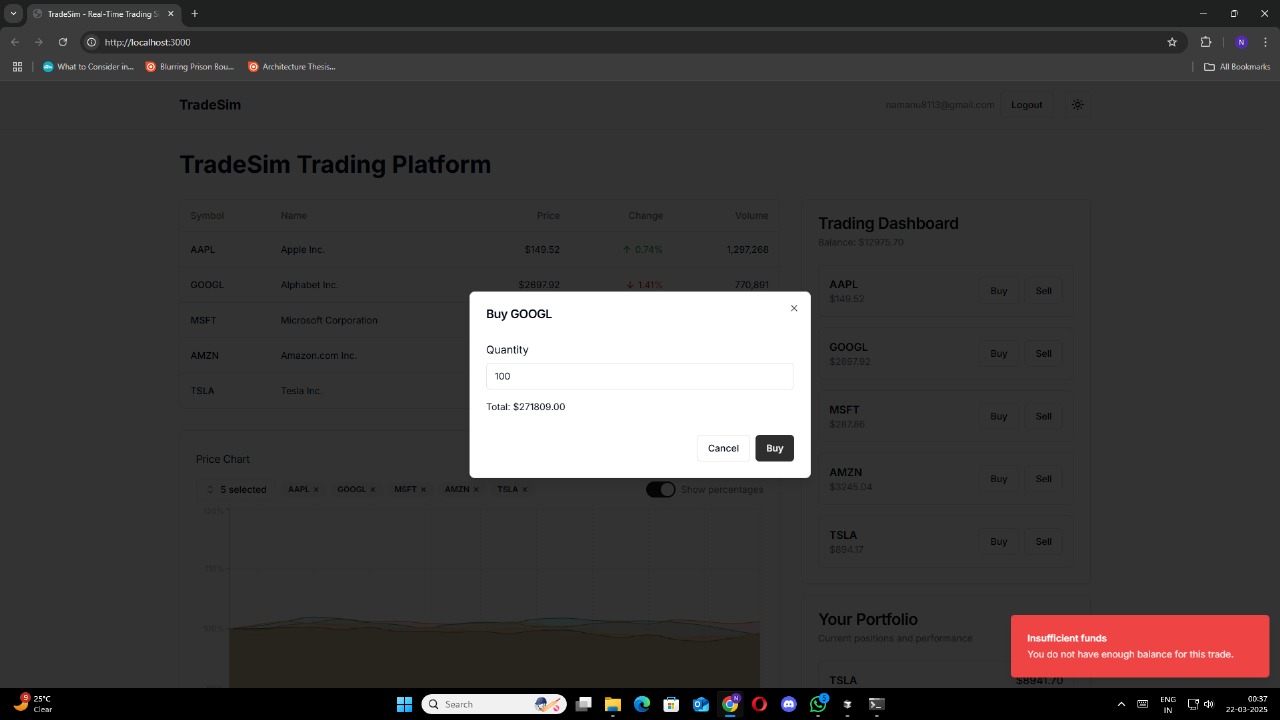 TradeSim - Real-Time Trading S
http://localhost:3000
What to Consider in...
Blurring Prison Bou...
Architecture Thesis...
All Bookmarks
TradeSim
namanu8113@gmail.com
Logout
TradeSim Trading Platform
Symbol Name Price Change Volume
AAPL Apple Inc. $149.52 ↑ 0.74% 1,297,268
GOOGL Alphabet Inc. $2697.92 ↓ 1.41% 770,891
MSFT Microsoft Corporation
AMZN Amazon.com Inc.
TSLA Tesla Inc.
Price Chart
5 selected AAPL × GOOGL × MSFT × AMZN × TSLA ×
Show percentages
100%
Buy GOOGL
Quantity
100
Total: $271809.00
Cancel
Buy
Trading Dashboard
Balance: $12975.70
AAPL
$149.52
Buy
Sell
GOOGL
$2697.92
Buy
Sell
MSFT
$287.86
Buy
Sell
AMZN
$3245.04
Buy
Sell
TSLA
$894.17
Buy
Sell
Your Portfolio
Current positions and performance
TSLA
$8941.70
Insufficient funds
You do not have enough balance for this trade.
9
25°C
Clear
Search
ENG
IN
00:37
22-03-2025